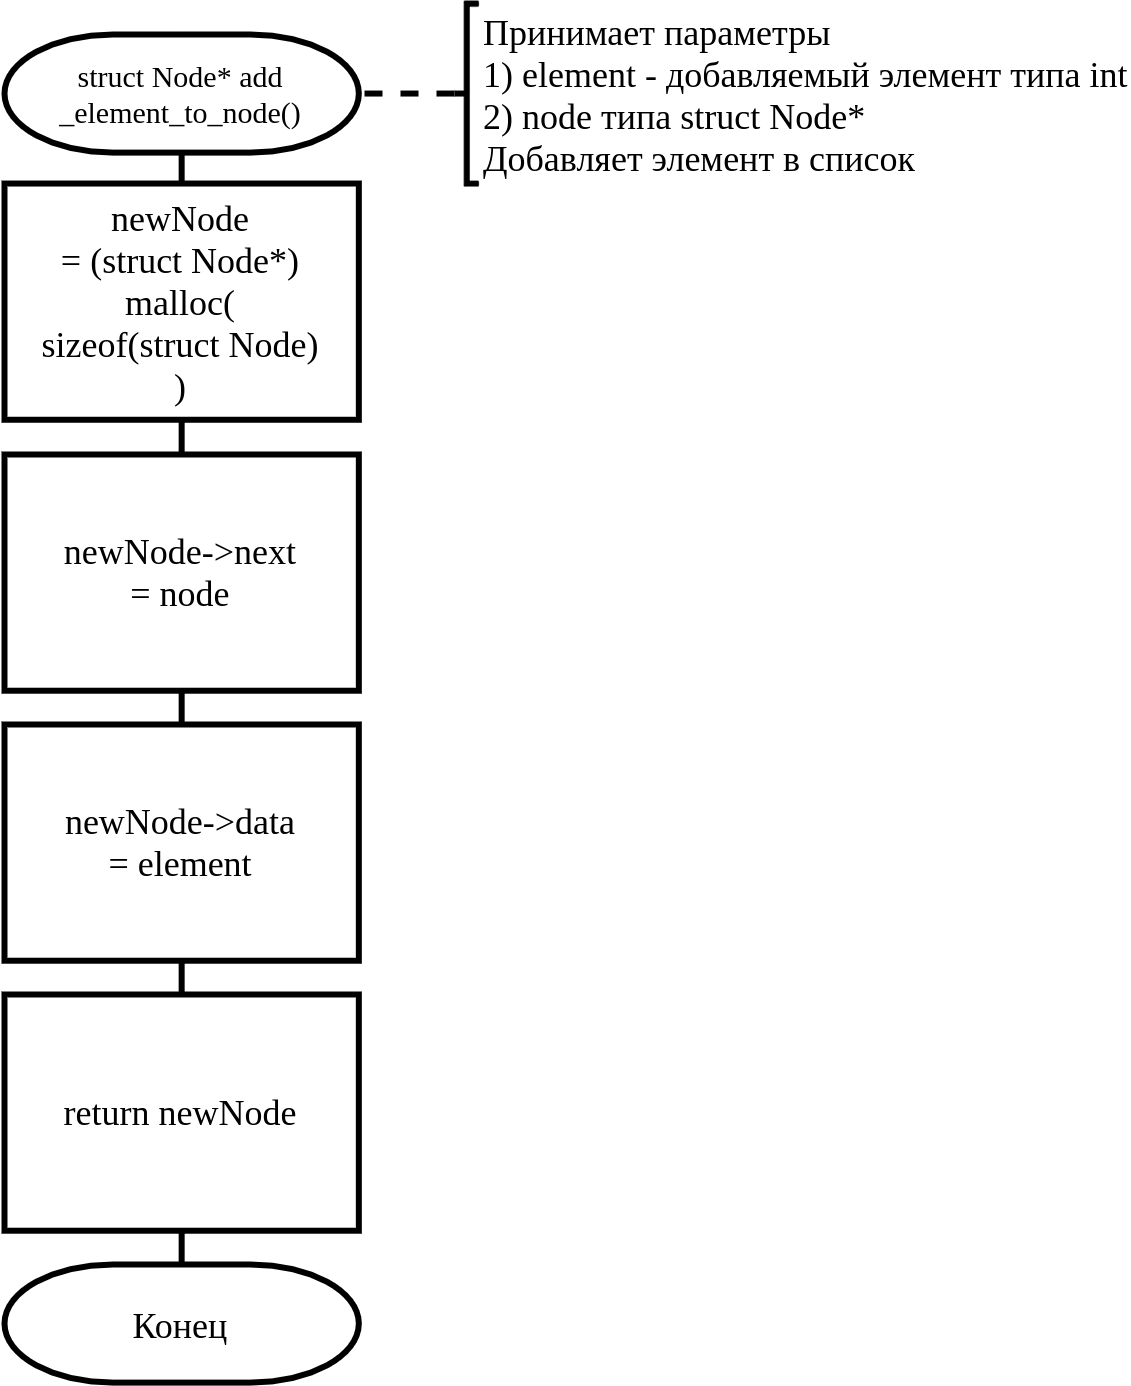 struct Node* add
_element_to_node()
Принимает параметры
1) element - добавляемый элемент типа int
2) node типа struct Node*
Добавляет элемент в список
newNode
= (struct Node*)
malloc(
sizeof(struct Node)
)
newNode->next
= node
newNode->data
= element
return newNode
Конец